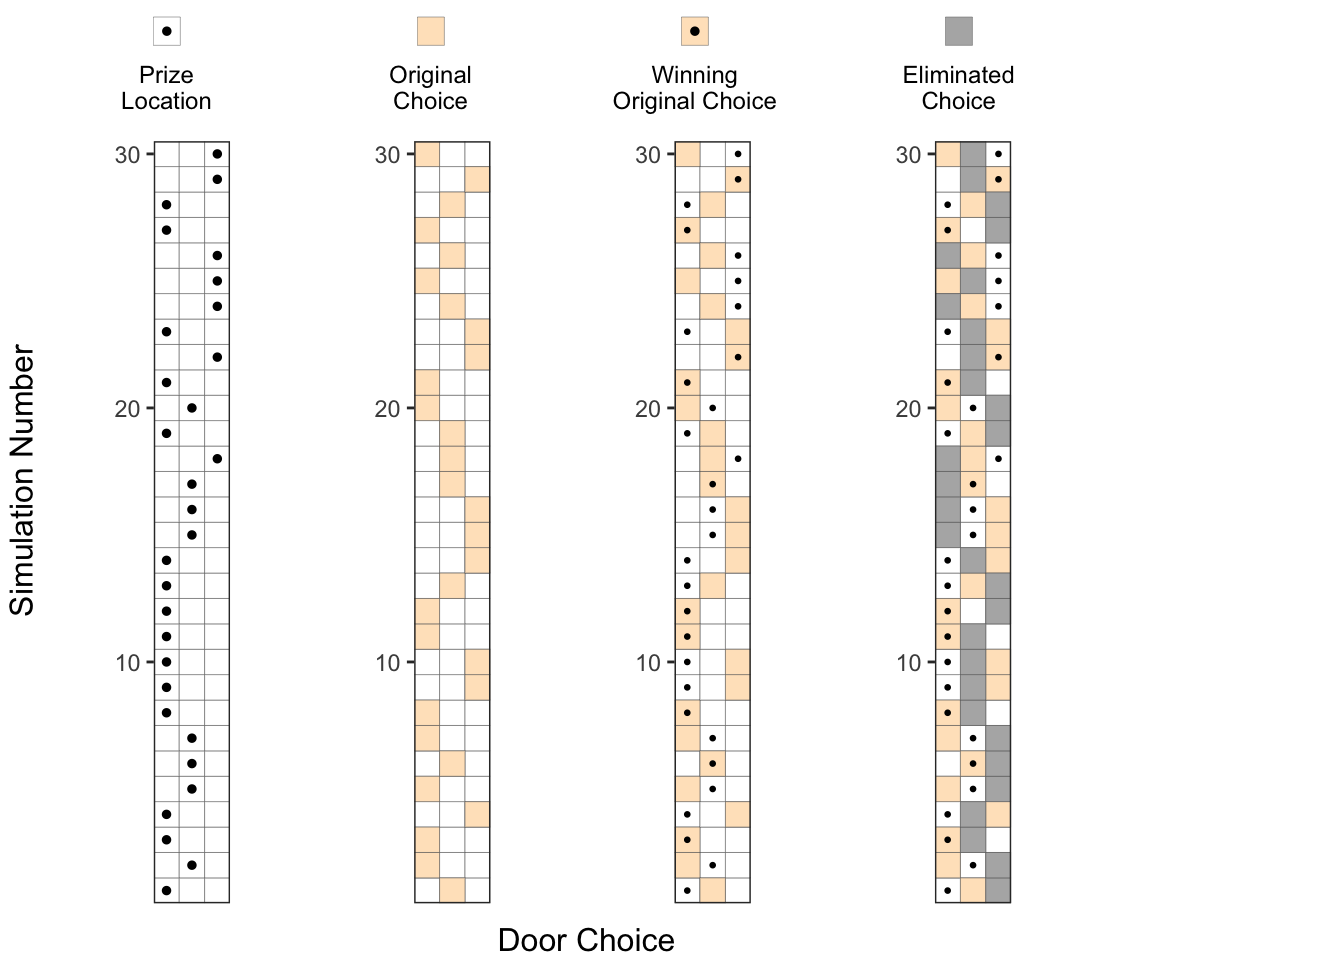 Prize
Location
Original
Choice
Winning
Original Choice
Eliminated
Choice
30
20
10
30
20
10
30
20
10
30
20
10
Simulation Number
Door Choice